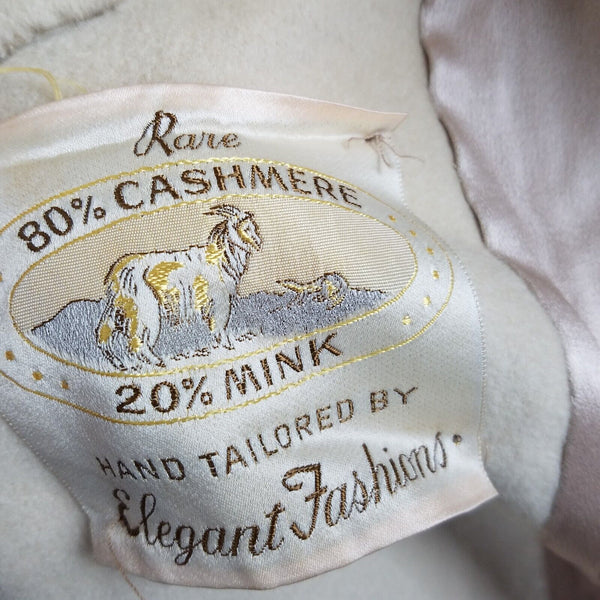 Rare
80% CASHMERE
20% MINK
HAND TAILORED BY
Elegant Fashions.